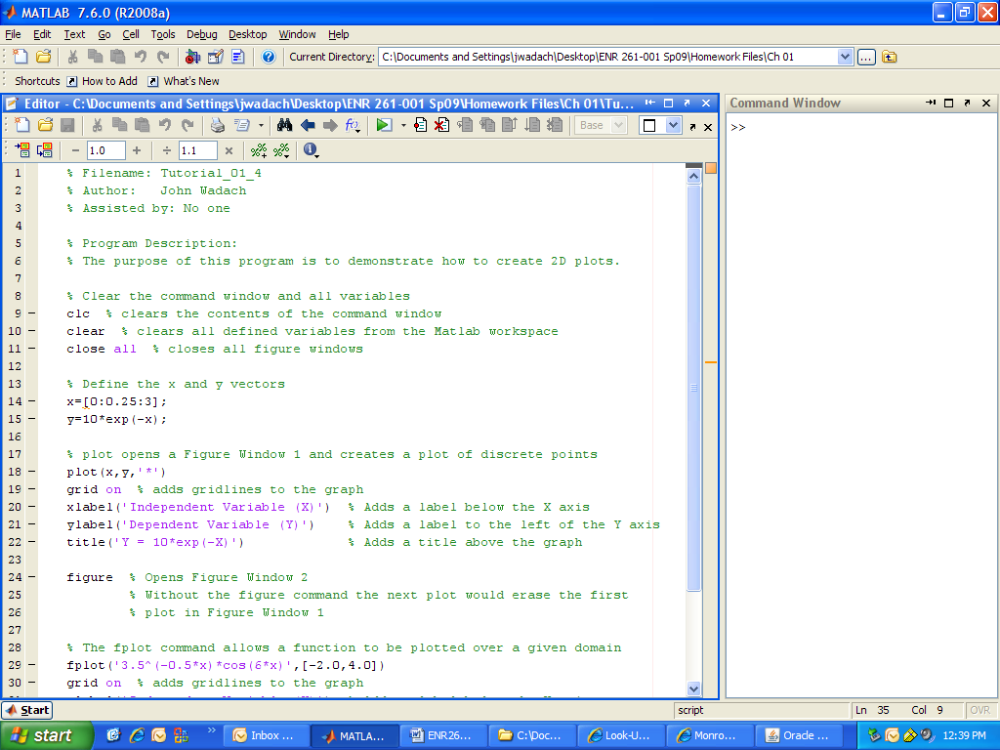 MATLAB 7.6.0 (R2008a)
File Edit Text Go Cell Tools Debug Desktop Window Help
Current Directory: C:\Documents and Settings\jwadach\Desktop\ENR 261-001 Sp09\Homework Files\Ch 01
Shortcuts How to Add What's New
Editor - C:\Documents and Settings\jwadach\Desktop\ENR 261-001 Sp09\Homework Files\Ch 01\Tu...
Base
1.0 1.1
1 % Filename: Tutorial_01_4
2 % Author: John Wadach
3 % Assisted by: No one
4
5 % Program Description:
6 % The purpose of this program is to demonstrate how to create 2D plots.
7
8 % Clear the command window and all variables
9 clc % clears the contents of the command window
10 clear % clears all defined variables from the Matlab workspace
11 close all % closes all figure windows
12
13 % Define the x and y vectors
14 x=[0:0.25:3];
15 y=10*exp(-x);
16
17 % plot opens a Figure Window 1 and creates a plot of discrete points
18 plot(x,y,'*')
19 grid on % adds gridlines to the graph
20 xlabel('Independent Variable (X)') % Adds a label below the X axis
21 ylabel('Dependent Variable (Y)') % Adds a label to the left of the Y axis
22 title('Y = 10*exp(-X)') % Adds a title above the graph
23
24 figure % Opens Figure Window 2
25 % Without the figure command the next plot would erase the first
26 % plot in Figure Window 1
27
28 % The fplot command allows a function to be plotted over a given domain
29 fplot('3.5^(-0.5*x)*cos(6*x)',[-2.0,4.0])
30 grid on % adds gridlines to the graph
Command Window
>>
Start
script Ln 35 Col 9 OVR
start Inbox ... MATLA... ENR26... C:\Doc... Look-U... Monro... Oracle ... 12:39 PM